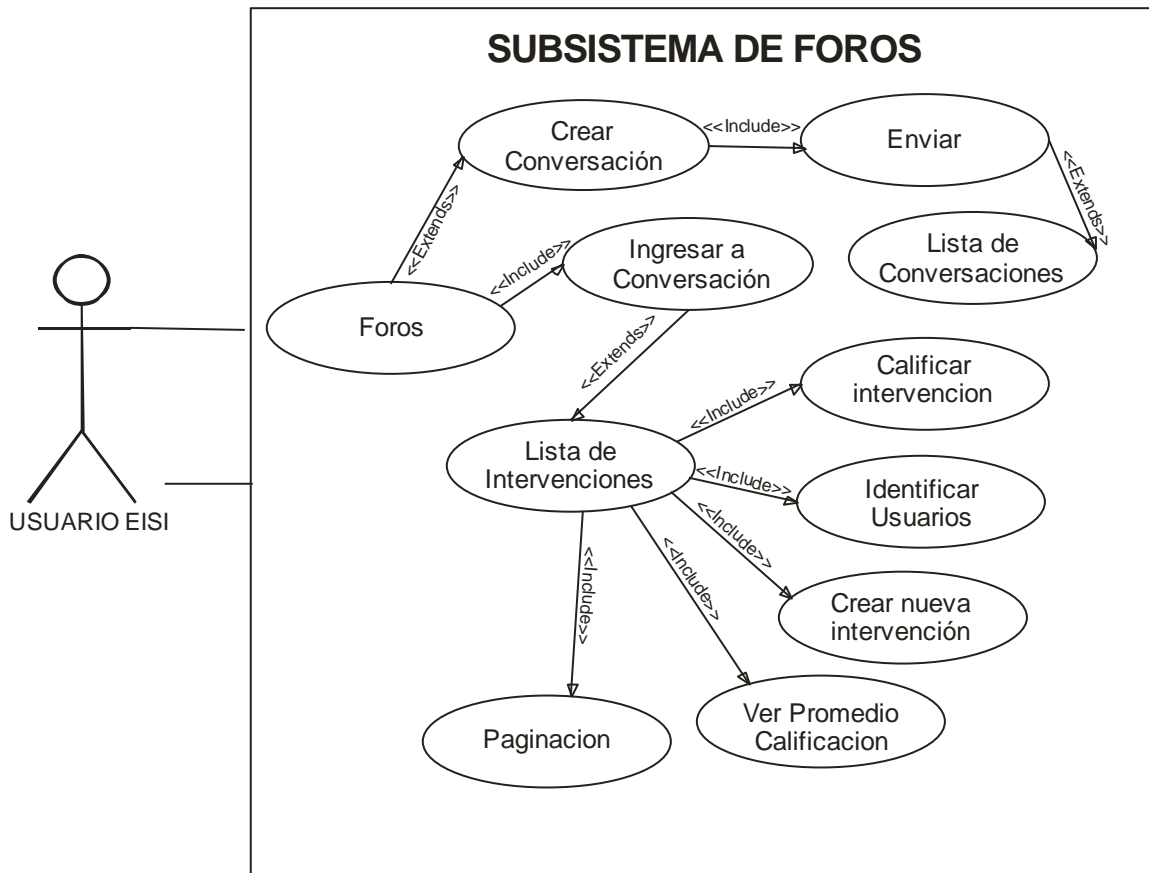 SUBSISTEMA DE FOROS
Crear
Conversación
<<Include>>
Enviar
<<Extends>>
Lista de
Conversaciones
<<Extends>>
<<Include>>
Ingresar a
Conversación
Foros
<<Extends>>
Lista de
Intervenciones
<<Include>>
Calificar
intervencion
<<Include>>
Identificar
Usuarios
<<Include>>
Crear nueva
intervención
<<Include>>
Ver Promedio
Calificacion
<<Include>>
Paginacion
USUARIO EISI